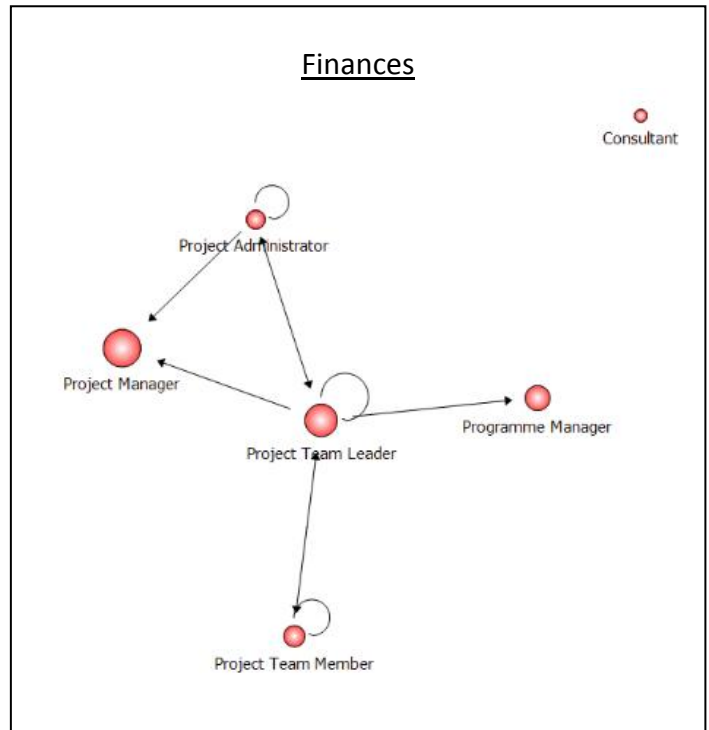 Finances
Consultant
Project Administrator
Project Manager
Programme Manager
Project Team Leader
Project Team Member